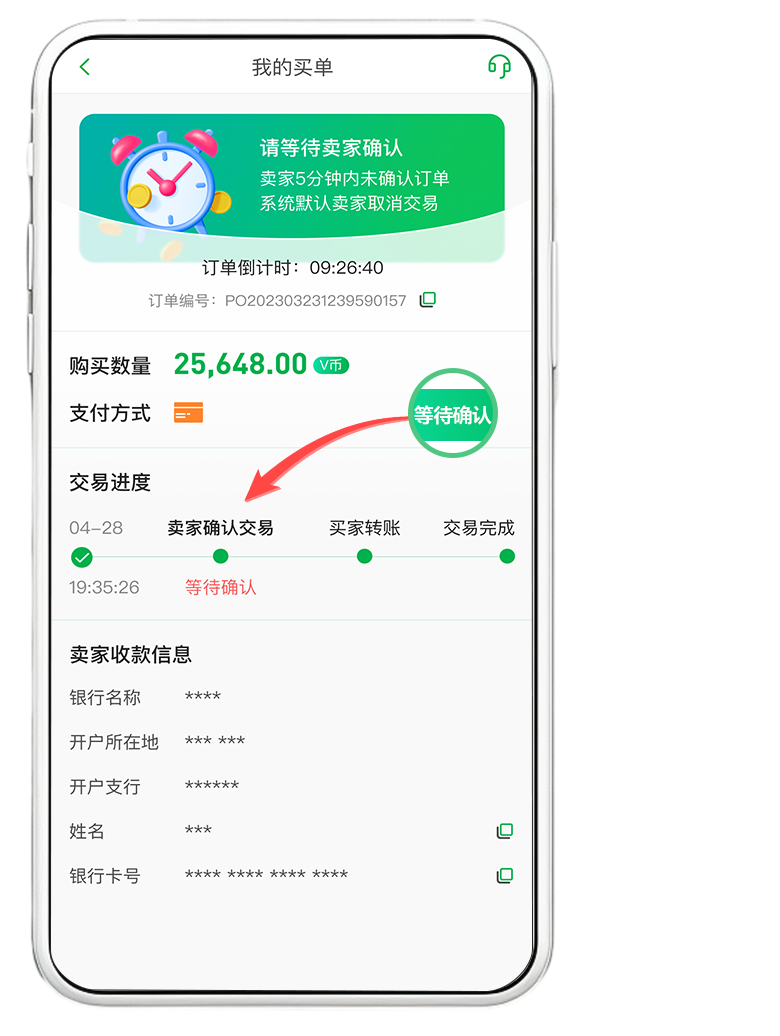 我的买单
请等待卖家确认
卖家5分钟内未确认订单
系统默认卖家取消交易
订单倒计时：09:26:40
订单编号：PO202303231239590157
购买数量 25,648.00 V币
支付方式
等待确认
交易进度
04-28 卖家确认交易 买家转账 交易完成
19:35:26 等待确认
卖家收款信息
银行名称 ****
开户所在地 *** ***
开户支行 ******
姓名 ***
银行卡号 **** **** **** ****